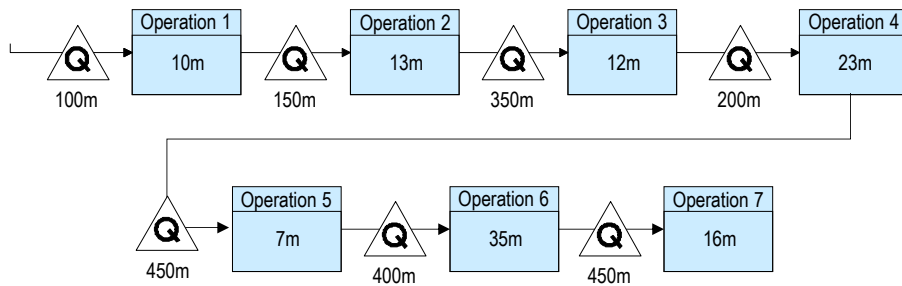 Operation 1
Operation 2
Operation 3
Operation 4
Q
10m
Q
13m
Q
12m
Q
23m
100m
150m
350m
200m
Operation 5
Operation 6
Operation 7
Q
7m
Q
35m
Q
16m
450m
400m
450m